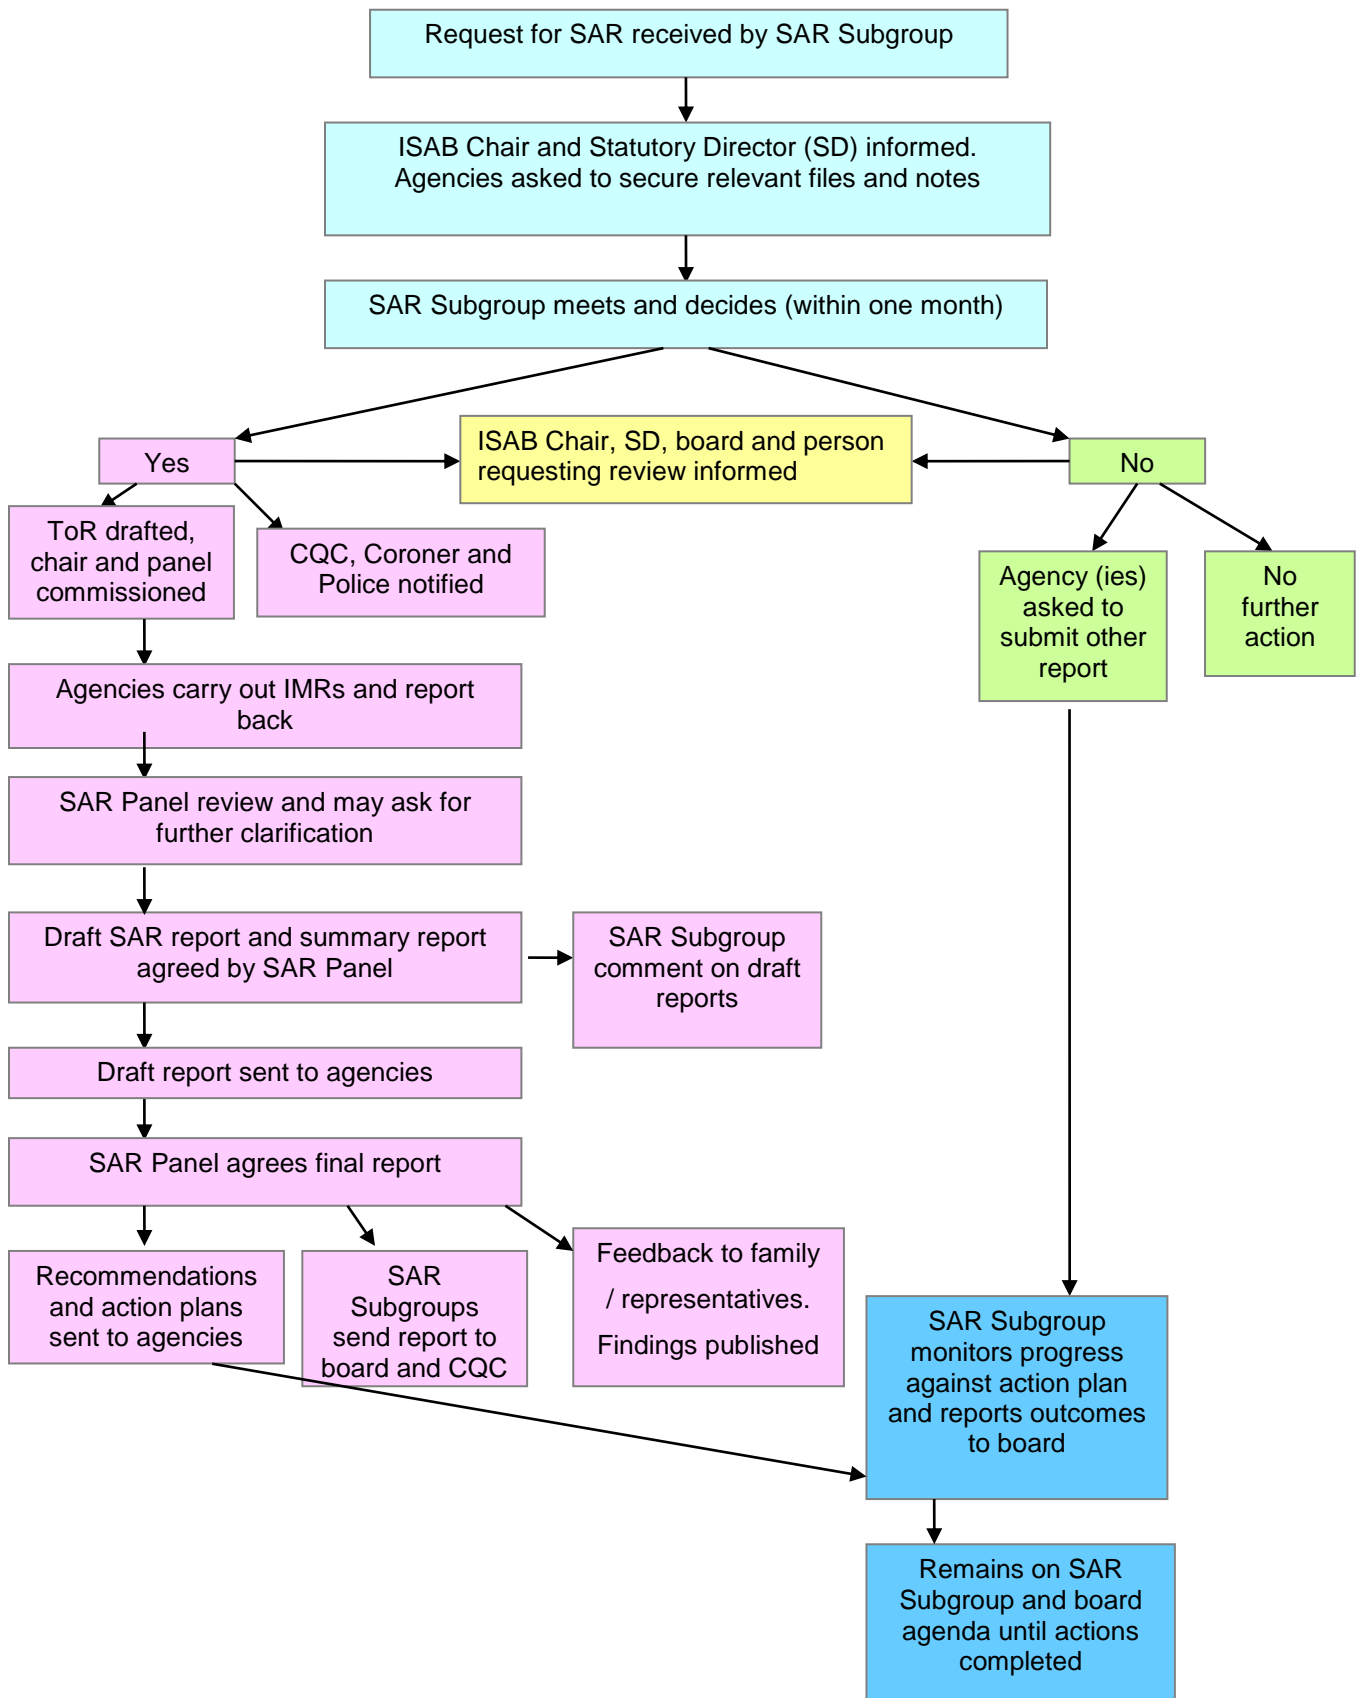 Request for SAR received by SAR Subgroup
ISAB Chair and Statutory Director (SD) informed.
Agencies asked to secure relevant files and notes
SAR Subgroup meets and decides (within one month)
Yes
ISAB Chair, SD, board and person
requesting review informed
No
ToR drafted,
chair and panel
commissioned
CQC, Coroner and
Police notified
Agency (ies)
asked to
submit other
report
No
further
action
Agencies carry out IMRs and report
back
SAR Panel review and may ask for
further clarification
Draft SAR report and summary report
agreed by SAR Panel
SAR Subgroup
comment on draft
reports
Draft report sent to agencies
SAR Panel agrees final report
Recommendations
and action plans
sent to agencies
SAR
Subgroups
send report to
board and CQC
Feedback to family
/ representatives.
Findings published
SAR Subgroup
monitors progress
against action plan
and reports outcomes
to board
Remains on SAR
Subgroup and board
agenda until actions
completed